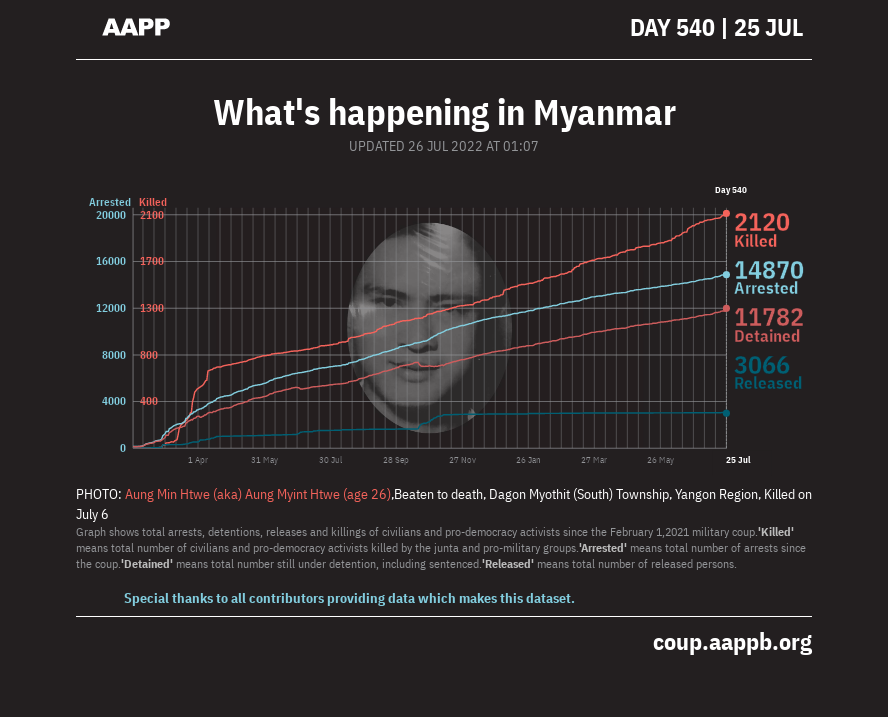 AAPP
DAY 540 | 25 JUL
What's happening in Myanmar
UPDATED 26 JUL 2022 AT 01:07
Day 540
Arrested Killed
20000 2100
16000 1700
12000 1300
8000 800
4000 400
0
2120
Killed
14870
Arrested
11782
Detained
3066
Released
1 Apr 31 May 30 Jul 28 Sep 27 Nov 26 Jan 27 Mar 26 May 25 Jul
PHOTO: Aung Min Htwe (aka) Aung Myint Htwe (age 26),Beaten to death, Dagon Myothit (South) Township, Yangon Region, Killed on
July 6
Graph shows total arrests, detentions, releases and killings of civilians and pro-democracy activists since the February 1,2021 military coup.'Killed'
means total number of civilians and pro-democracy activists killed by the junta and pro-military groups.'Arrested' means total number of arrests since
the coup.'Detained' means total number still under detention, including sentenced.'Released' means total number of released persons.
Special thanks to all contributors providing data which makes this dataset.
coup.aappb.org